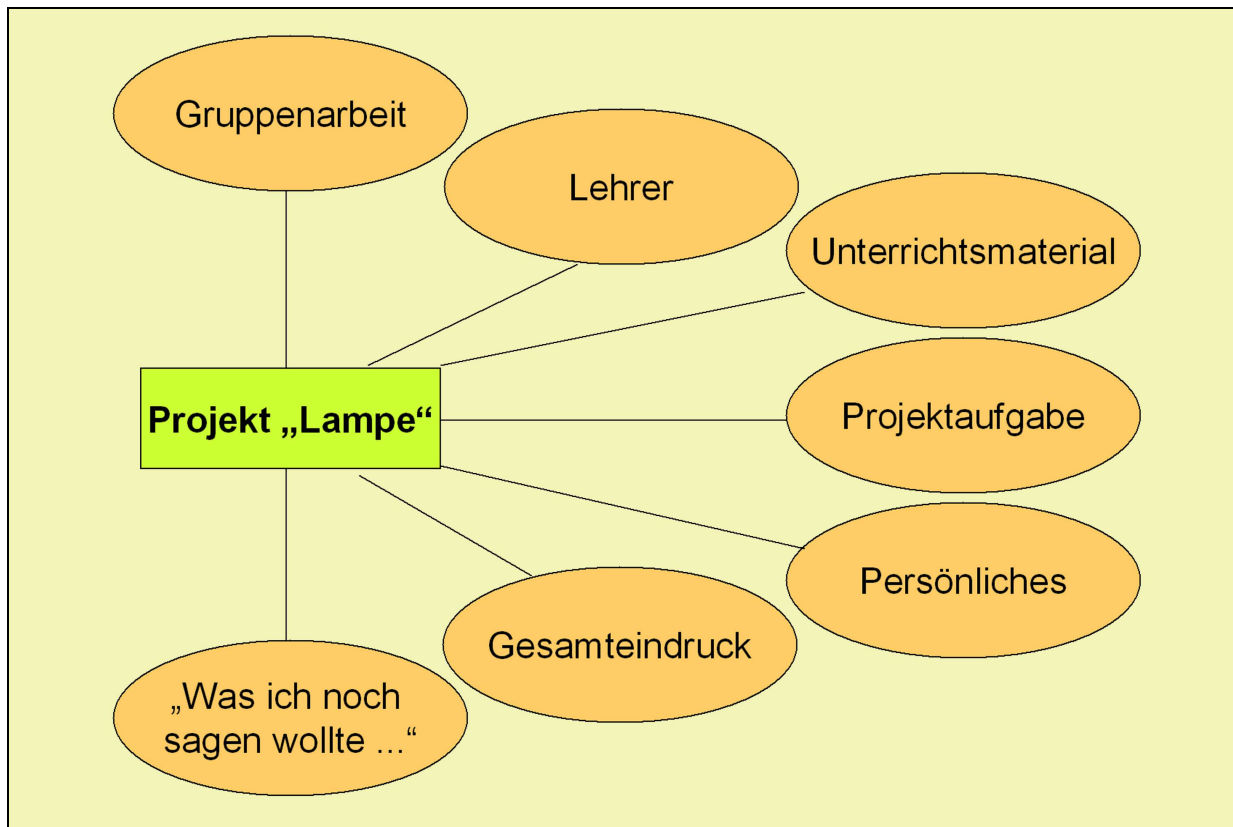 Gruppenarbeit
Lehrer
Unterrichtsmaterial
Projekt „Lampe“
Projektaufgabe
Persönliches
Gesamteindruck
„Was ich noch
sagen wollte ...“